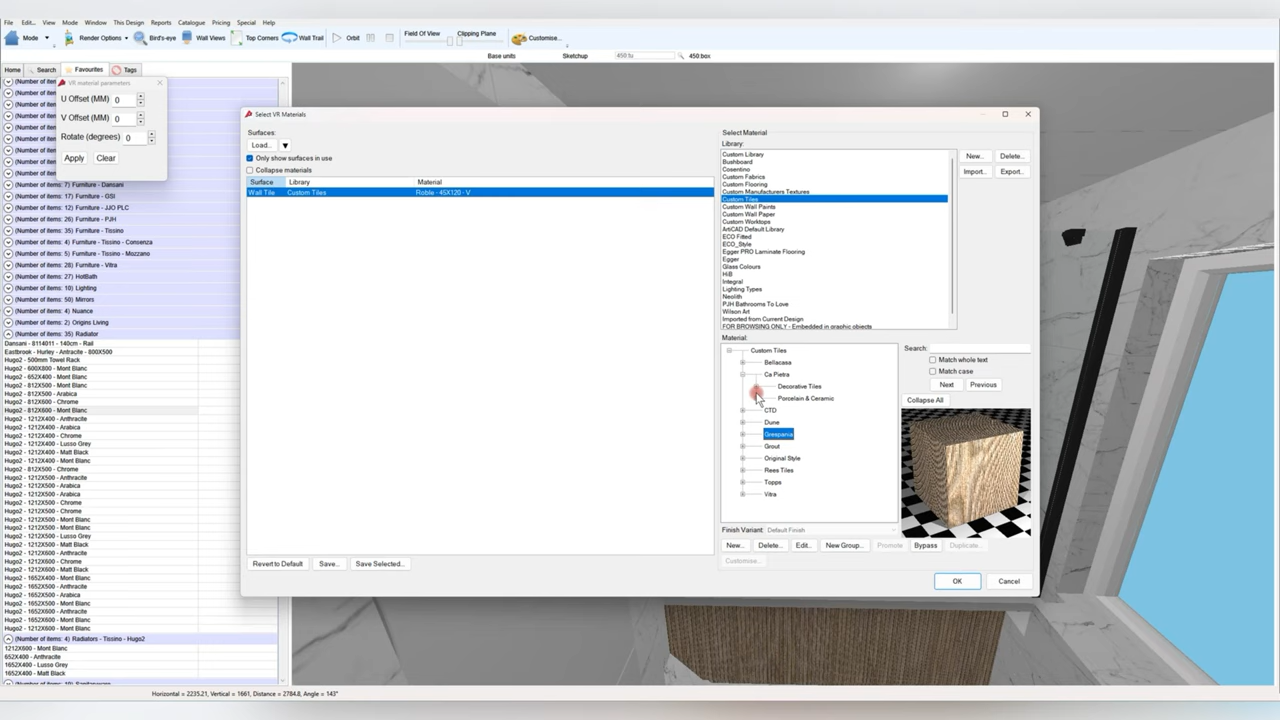 File Edit... View Mode Window This Design Reports Catalogue Pricing Special Help
Mode Render Options Bird's-eye Wall Views Top Corners Wall Trail Orbit Field Of View Clipping Plane Customise...
Base units Sketchup 450 box
Home Search Favourites Tags
(Number of item
VR material parameters
U Offset (MM) 0
V Offset (MM) 0
Rotate (degrees) 0
Apply Clear
(Number of items: 7) Furniture - Dansani
(Number of items: 17) Furniture - GSI
(Number of items: 12) Furniture - JJO PLC
(Number of items: 26) Furniture - PJH
(Number of items: 35) Furniture - Tissino
(Number of items: 4) Furniture - Tissino - Consenza
(Number of items: 5) Furniture - Tissino - Mozzano
(Number of items: 28) Furniture - Vitra
(Number of items: 27) HotBath
(Number of items: 10) Lighting
(Number of items: 50) Mirrors
(Number of items: 4) Nuance
(Number of items: 2) Origins Living
(Number of items: 35) Radiator
Dansani - 8114011 - 140cm - Rail
Eastbrook - Hurley - Antracite - 800X500
Hugo2 - 500mm Towel Rack
Hugo2 - 600X800 - Mont Blanc
Hugo2 - 652X400 - Mont Blanc
Hugo2 - 812X500 - Mont Blanc
Hugo2 - 812X500 - Arabica
Hugo2 - 812X600 - Chrome
Hugo2 - 812X600 - Mont Blanc
Hugo2 - 1212X400 - Anthracite
Hugo2 - 1212X400 - Arabica
Hugo2 - 1212X400 - Chrome
Hugo2 - 1212X400 - Lusso Grey
Hugo2 - 1212X400 - Matt Black
Hugo2 - 1212X400 - Mont Blanc
Hugo2 - 812X500 - Chrome
Hugo2 - 1212X500 - Anthracite
Hugo2 - 1212X500 - Arabica
Hugo2 - 1212X500 - Arabica
Hugo2 - 1212X500 - Chrome
Hugo2 - 1212X500 - Mont Blanc
Hugo2 - 1212X500 - Mont Blanc
Hugo2 - 1212X500 - Lusso Grey
Hugo2 - 1212X500 - Mont Blanc
Hugo2 - 1212X600 - Anthracite
Hugo2 - 1212X600 - Chrome
Hugo2 - 1212X600 - Matt Black
Hugo2 - 1212X600 - Mont Blanc
Hugo2 - 1652X400 - Mont Blanc
Hugo2 - 1652X400 - Anthracite
Hugo2 - 1652X500 - Arabica
Hugo2 - 1652X500 - Mont Blanc
Hugo2 - 1652X600 - Chrome
Hugo2 - 1652X600 - Mont Blanc
Hugo2 - 1652X600 - Anthracite
(Number of items: 4) Radiators - Tissino - Hugo2
1212X600 - Mont Blanc
652X400 - Anthracite
1652X400 - Lusso Grey
1652X400 - Matt Black
Select VR Materials
Surfaces:
Load...
Only show surfaces in use
Collapse materials
Surface Library Material
Wall Tile Custom Tiles Roble - 45X120 - V
Revert to Default Save... Save Selected...
Select Material
Library:
Custom Library
Bushboard
Cosentino
Custom Fabrics
Custom Flooring
Custom Manufacturers Textures
Custom Tiles
Custom Wall Paints
Custom Wall Paper
Custom Worktops
ArtiCAD Default Library
ECO Fitted
ECO_Style
Egger PRO Laminate Flooring
Egger
Glass Colours
HiB
Integral
Lighting Types
Neolith
PJH Bathrooms To Love
Wilson Art
Imported from Current Design
FOR BROWSING ONLY - Embedded in graphic objects
New... Delete...
Import... Export...
Material:
Custom Tiles
Bellacasa
Ca Pietra
Decorative Tiles
Porcelain & Ceramic
CTD
Dune
Grespania
Grout
Original Style
Rees Tiles
Topps
Vitra
Search:
Match whole text
Match case
Next Previous
Collapse All
Finish Variant: Default Finish
New... Delete... Edit... New Group... Promote Bypass Duplicate...
Customise...
OK Cancel
Horizontal = 2235.21, Vertical = 1661, Distance = 2784.8, Angle = 143°